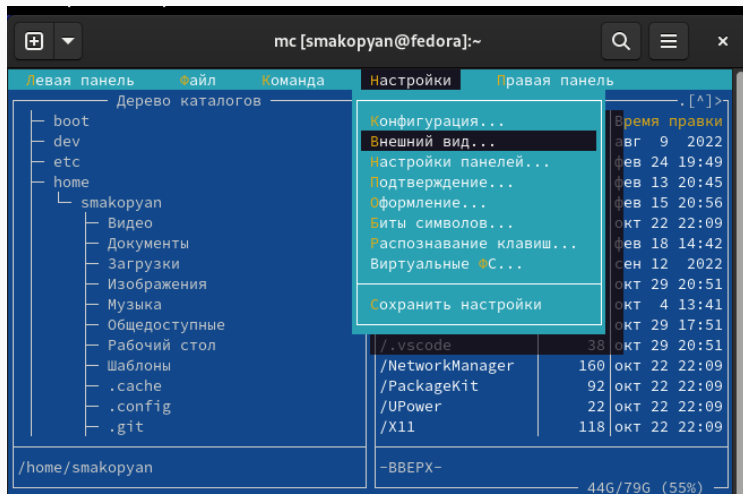 mc [smakopyan@fedora]:~
Левая панель Файл Команда Настройки Правая панель
Дерево каталогов .[^]>
boot
dev
etc
home
smakopyan
Видео
Документы
Загрузки
Изображения
Музыка
Общедоступные
Рабочий стол
Шаблоны
.cache
.config
.git
/home/smakopyan
Конфигурация...
Внешний вид...
Настройки панелей...
Подтверждение...
Оформление...
Биты символов...
Распознавание клавиш...
Виртуальные ФС...
Сохранить настройки
Время правки
авг 9 2022
фев 24 19:49
фев 13 20:45
фев 15 20:56
окт 22 22:09
фев 18 14:42
сен 12 2022
окт 29 20:51
окт 4 13:41
окт 29 17:51
/.vscode 38 окт 29 20:51
/NetworkManager 160 окт 22 22:09
/PackageKit 92 окт 22 22:09
/UPower 22 окт 22 22:09
/X11 118 окт 22 22:09
-ВВЕРХ-
44G/79G (55%)